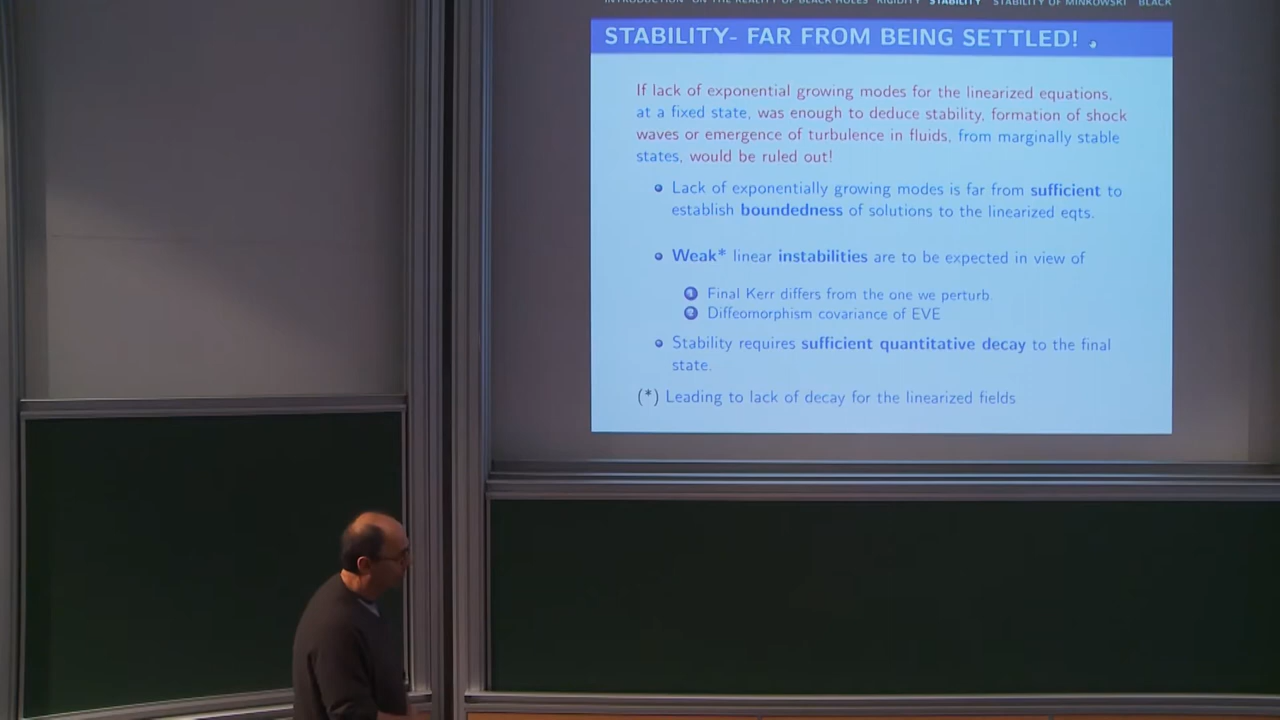 INTRODUCTION ON THE REALITY OF BLACK HOLES RIGIDITY STABILITY STABILITY OF MINKOWSKI BLACK
STABILITY- FAR FROM BEING SETTLED!
If lack of exponential growing modes for the linearized equations,
at a fixed state, was enough to deduce stability, formation of shock
waves or emergence of turbulence in fluids, from marginally stable
states, would be ruled out!
Lack of exponentially growing modes is far from sufficient to
establish boundedness of solutions to the linearized eqts.
Weak* linear instabilities are to be expected in view of
1 Final Kerr differs from the one we perturb
2 Diffeomorphism covariance of EVE
Stability requires sufficient quantitative decay to the final
state.
(*) Leading to lack of decay for the linearized fields